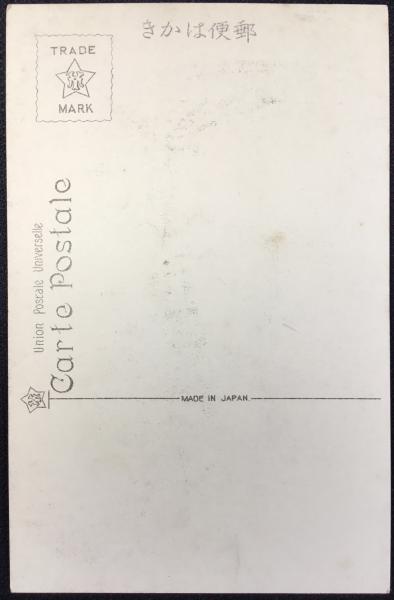 郵便はかき
TRADE
MARK
Union Postale Universelle
Carte Postale
MADE IN JAPAN.